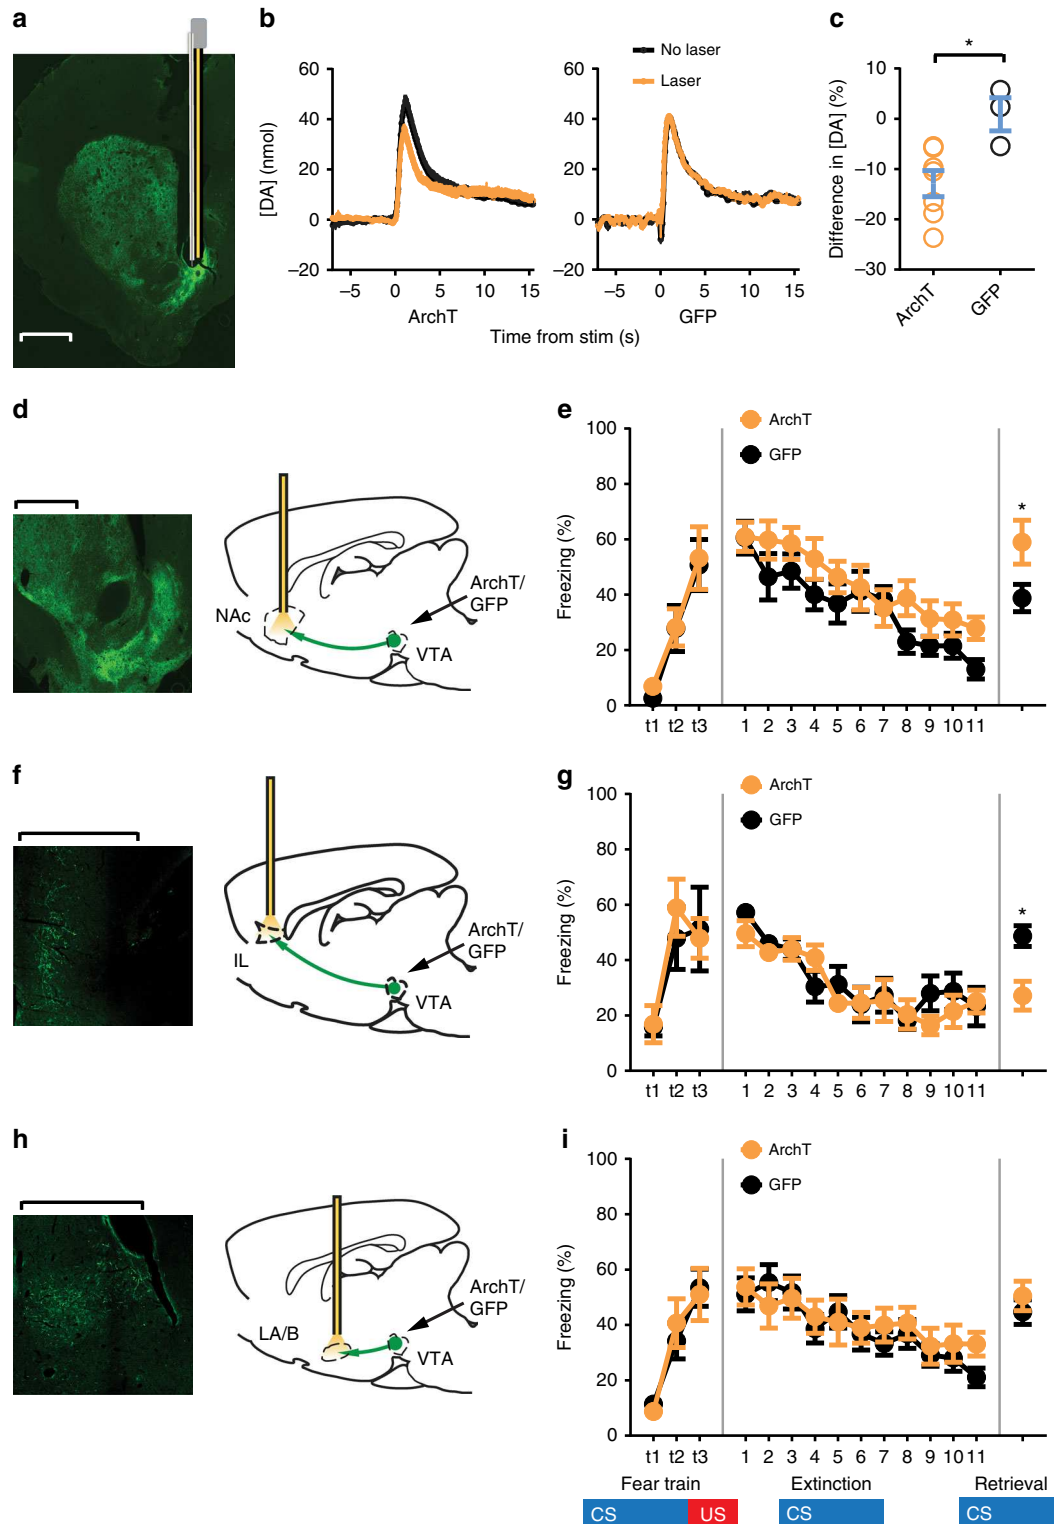 a
b
No laser
Laser
60
40
20
0
–20
[DA] (nmol)
–5
0
5
10
15
ArchT
60
40
20
0
–20
–5
0
5
10
15
GFP
Time from stim (s)
c
*
10
0
–10
–20
–30
Difference in [DA] (%)
ArchT
GFP
d
NAc
ArchT/
GFP
VTA
e
ArchT
GFP
100
80
60
40
20
0
Freezing (%)
*
t1 t2 t3 1 2 3 4 5 6 7 8 9 10 11
f
IL
ArchT/
GFP
VTA
g
ArchT
GFP
100
80
60
40
20
0
Freezing (%)
*
t1 t2 t3 1 2 3 4 5 6 7 8 9 10 11
h
LA/B
ArchT/
GFP
VTA
i
ArchT
GFP
100
80
60
40
20
0
Freezing (%)
t1 t2 t3 1 2 3 4 5 6 7 8 9 10 11
Fear train Extinction Retrieval
CS US CS CS